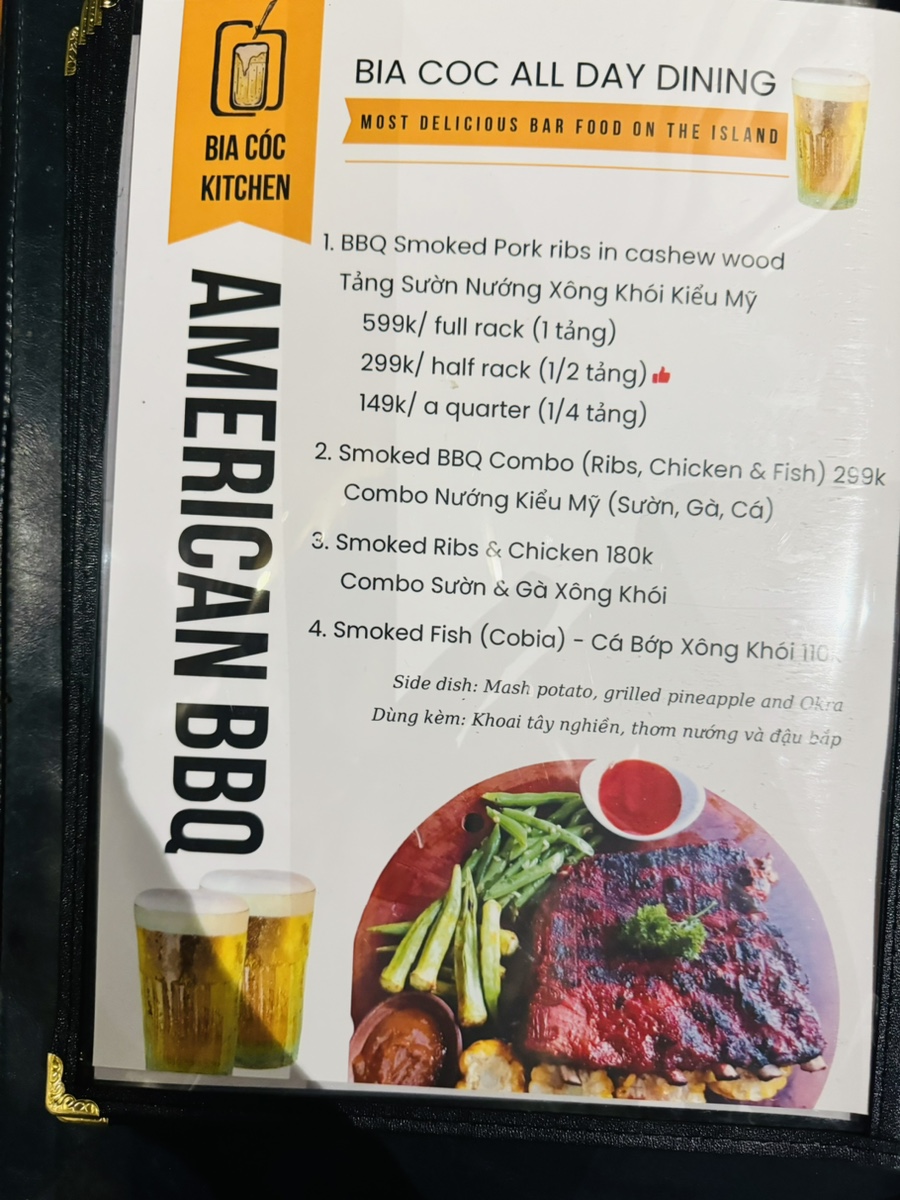 BIA CÓC
KITCHEN
AMERICAN BBQ
BIA COC ALL DAY DINING
MOST DELICIOUS BAR FOOD ON THE ISLAND
1. BBQ Smoked Pork ribs in cashew wood
Tảng Sườn Nướng Xông Khói Kiểu Mỹ
599k/ full rack (1 tảng)
299k/ half rack (1/2 tảng)
149k/ a quarter (1/4 tảng)
2. Smoked BBQ Combo (Ribs, Chicken & Fish) 299k
Combo Nướng Kiểu Mỹ (Sườn, Gà, Cá)
3. Smoked Ribs & Chicken 180k
Combo Sườn & Gà Xông Khói
4. Smoked Fish (Cobia) - Cá Bớp Xông Khói 110k
Side dish: Mash potato, grilled pineapple and Okra
Dùng kèm: Khoai tây nghiền, thơm nướng và đậu bắp